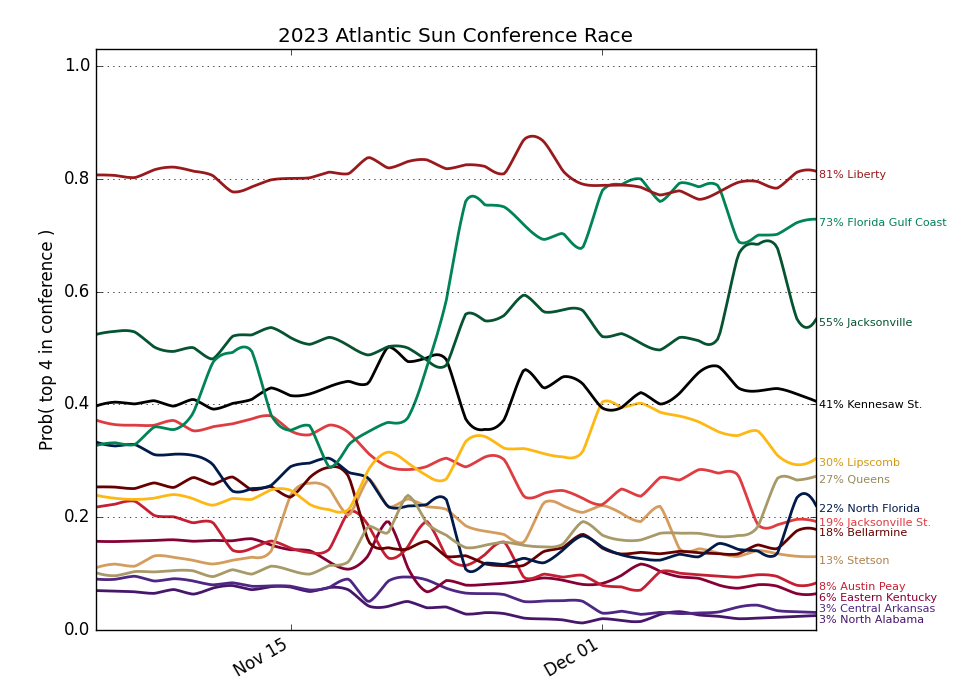 2023 Atlantic Sun Conference Race
Prob( top 4 in conference )
1.0
0.8
0.6
0.4
0.2
0.0
Nov 15
Dec 01
81% Liberty
73% Florida Gulf Coast
55% Jacksonville
41% Kennesaw St.
30% Lipscomb
27% Queens
22% North Florida
19% Jacksonville St.
18% Bellarmine
13% Stetson
8% Austin Peay
6% Eastern Kentucky
3% Central Arkansas
3% North Alabama